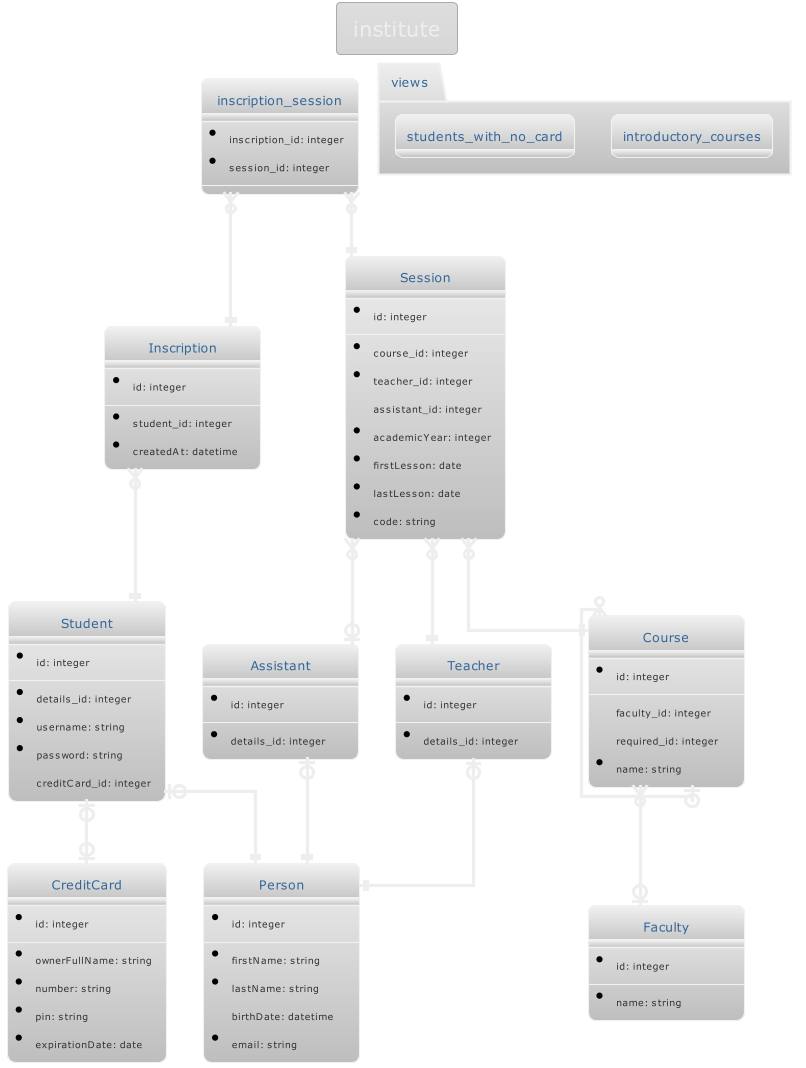 institute
views
students_with_no_card
introductory_courses
inscription_session
inscription_id: integer
session_id: integer
Session
id: integer
course_id: integer
teacher_id: integer
assistant_id: integer
academicYear: integer
firstLesson: date
lastLesson: date
code: string
Inscription
id: integer
student_id: integer
createdAt: datetime
Student
id: integer
details_id: integer
username: string
password: string
creditCard_id: integer
Assistant
id: integer
details_id: integer
Teacher
id: integer
details_id: integer
Course
id: integer
faculty_id: integer
required_id: integer
name: string
CreditCard
id: integer
ownerFullName: string
number: string
pin: string
expirationDate: date
Person
id: integer
firstName: string
lastName: string
birthDate: datetime
email: string
Faculty
id: integer
name: string